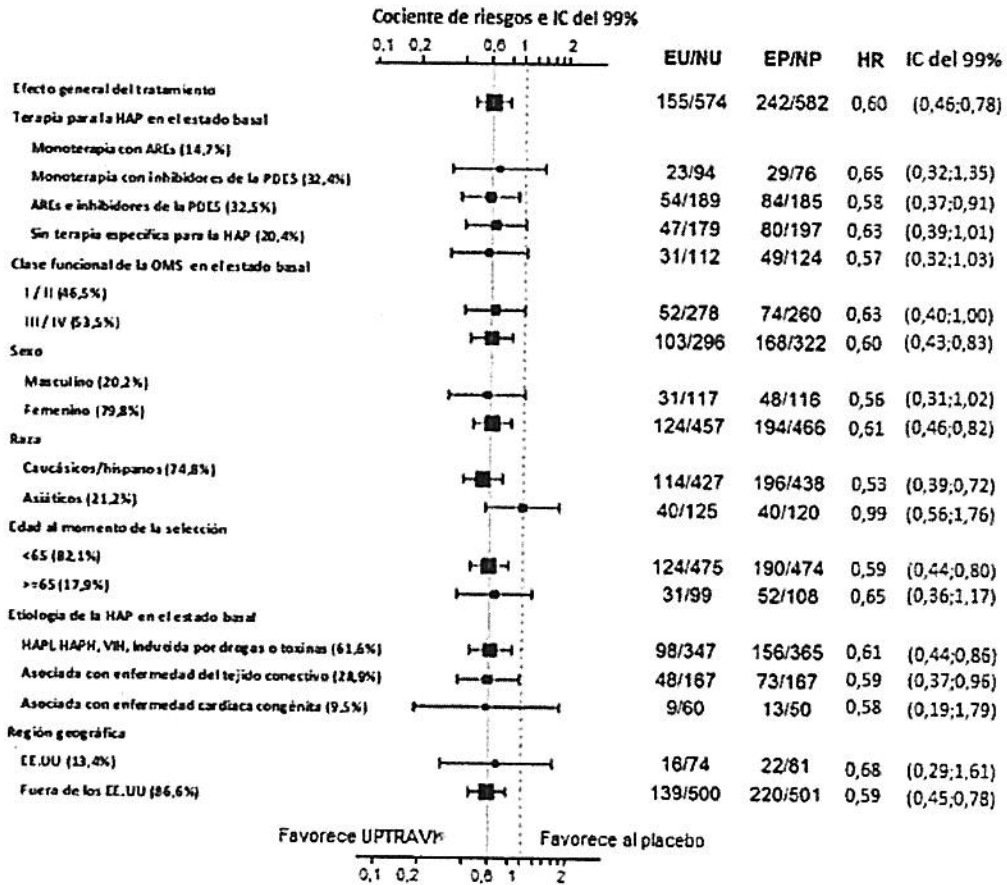 Cociente de riesgos e IC del 99%
0,1 0,2 0,6 1 2
EU/NU EP/NP HR IC del 99%
Efecto general del tratamiento 155/574 242/582 0,60 (0,46;0,78)
Terapia para la HAP en el estado basal
Monoterapia con AREs (14,7%)
23/94 29/76 0,65 (0,32;1,35)
Monoterapia con inhibidores de la PDE5 (32,4%)
54/189 84/185 0,58 (0,37;0,91)
AREs e inhibidores de la PDE5 (32,5%)
47/179 80/197 0,63 (0,39;1,01)
Sin terapia específica para la HAP (20,4%)
31/112 49/124 0,57 (0,32;1,03)
Clase funcional de la OMS en el estado basal
I / II (46,5%)
52/278 74/260 0,63 (0,40;1,00)
III / IV (53,5%)
103/296 168/322 0,60 (0,43;0,83)
Sexo
Masculino (20,2%)
31/117 48/116 0,56 (0,31;1,02)
Femenino (79,8%)
124/457 194/466 0,61 (0,46;0,82)
Raza
Caucásicos/hispanos (74,8%) 114/427 196/438 0,53 (0,39;0,72)
Asiáticos (21,2%) 40/125 40/120 0,99 (0,56;1,76)
Edad al momento de la selección
<65 (82,1%) 124/475 190/474 0,59 (0,44;0,80)
>=65 (17,9%) 31/99 52/108 0,65 (0,36;1,17)
Etiología de la HAP en el estado basal
HAPI, HAPH, VIH, Inducida por drogas o toxinas (61,6%) 98/347 156/365 0,61 (0,44;0,86)
Asociada con enfermedad del tejido conectivo (28,9%) 48/167 73/167 0,59 (0,37;0,96)
Asociada con enfermedad cardíaca congénita (9,5%) 9/60 13/50 0,58 (0,19;1,79)
Región geográfica
EE.UU (13,4%) 16/74 22/81 0,68 (0,29;1,61)
Fuera de los EE.UU (86,6%) 139/500 220/501 0,59 (0,45;0,78)
Favorece UPTRAVI® Favorece al placebo
0,1 0,2 0,6 1 2